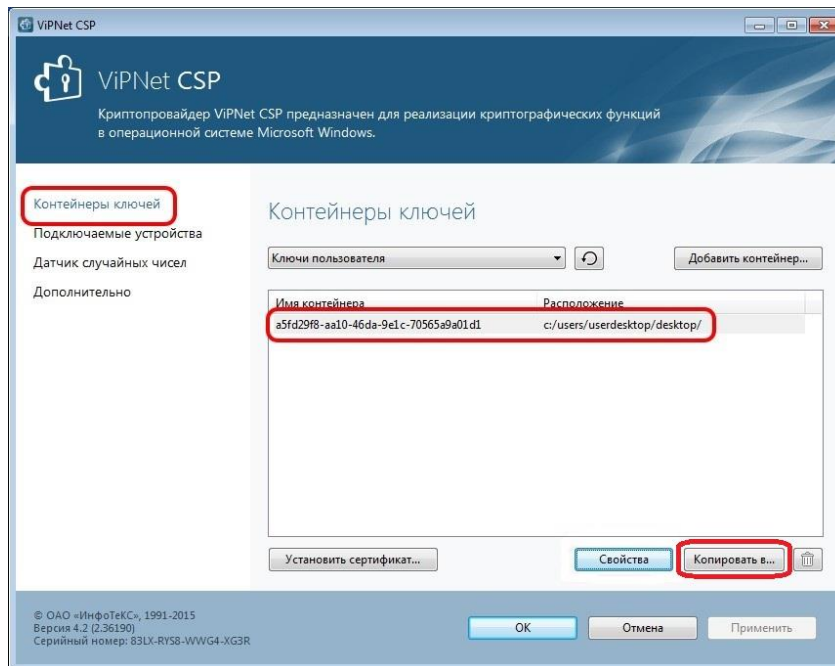 ViPNet CSP
ViPNet CSP
Криптопровайдер ViPNet CSP предназначен для реализации криптографических функций
в операционной системе Microsoft Windows.
Контейнеры ключей
Подключаемые устройства
Датчик случайных чисел
Дополнительно
Контейнеры ключей
Ключи пользователя
Добавить контейнер...
Имя контейнера Расположение
a5fd29f8-aa10-46da-9e1c-70565a9a01d1 c:/users/userdesktop/desktop/
Установить сертификат... Свойства Копировать в...
© ОАО «ИнфоТеКС», 1991-2015
Версия 4.2 (2.36190)
Серийный номер: 83LX-RYS8-WWG4-XG3R
ОК Отмена Применить